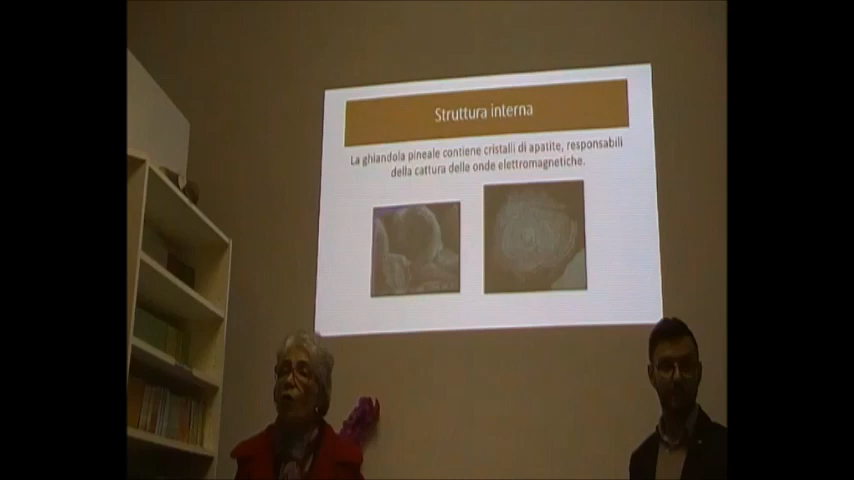 Struttura interna
La ghiandola pineale contiene cristalli di apatite, responsabili
della cattura delle onde elettromagnetiche.